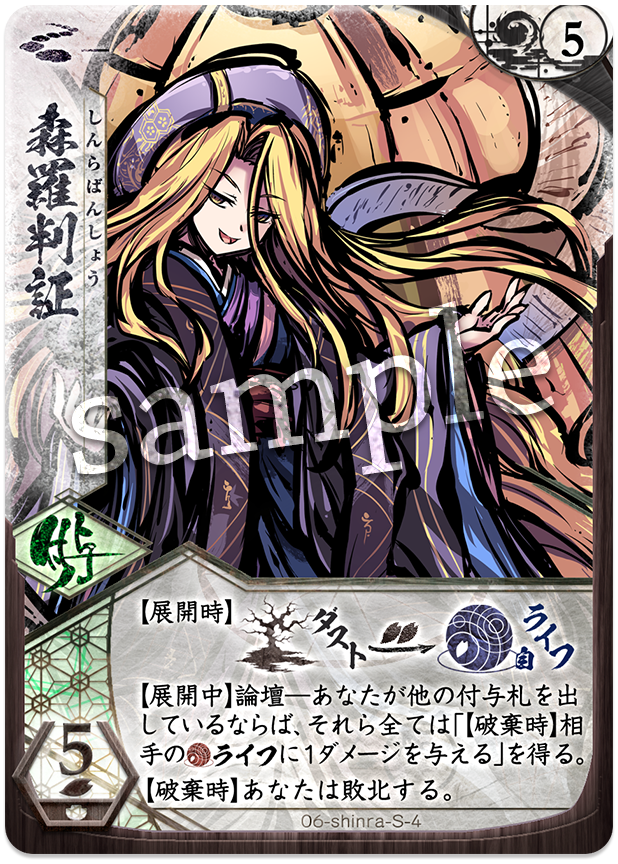 5
森羅判証
しんらばんしょう
sample
付与
【展開時】 ダスト 自 ライフ
【展開中】論壇―あなたが他の付与札を出
しているならば、それら全ては「【破棄時】相
手のライフに1ダメージを与える」を得る。
【破棄時】あなたは敗北する。
5
06-shinra-S-4